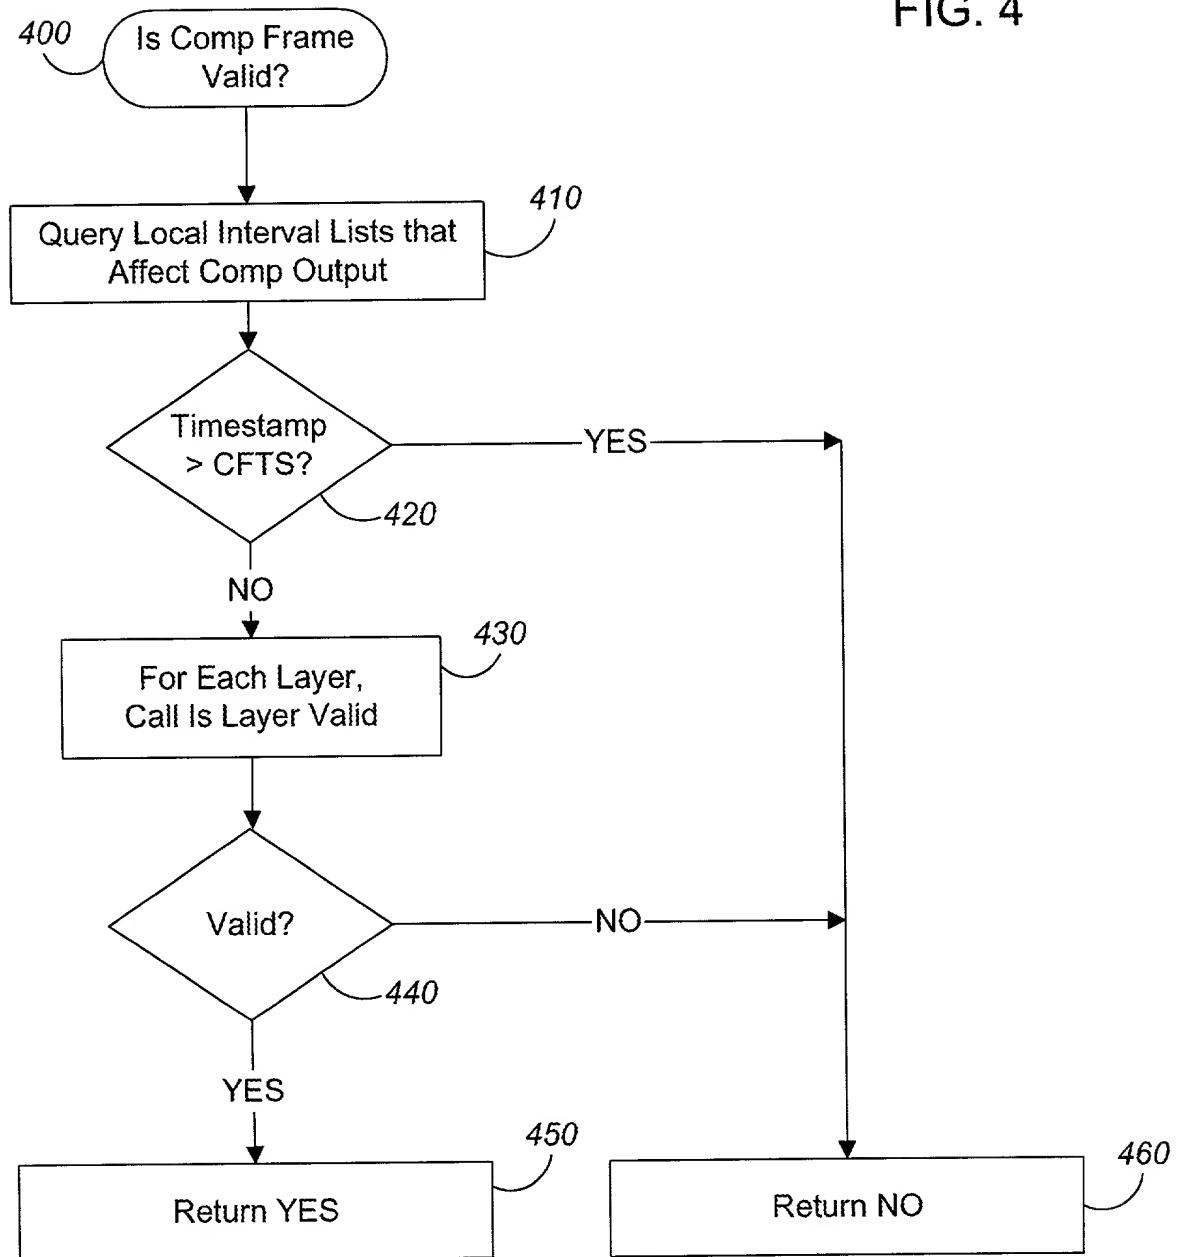 FIG. 4
400
Is Comp Frame
Valid?
410
Query Local Interval Lists that
Affect Comp Output
Timestamp
> CFTS?
YES
420
NO
430
For Each Layer,
Call Is Layer Valid
Valid?
NO
440
YES
450
Return YES
460
Return NO